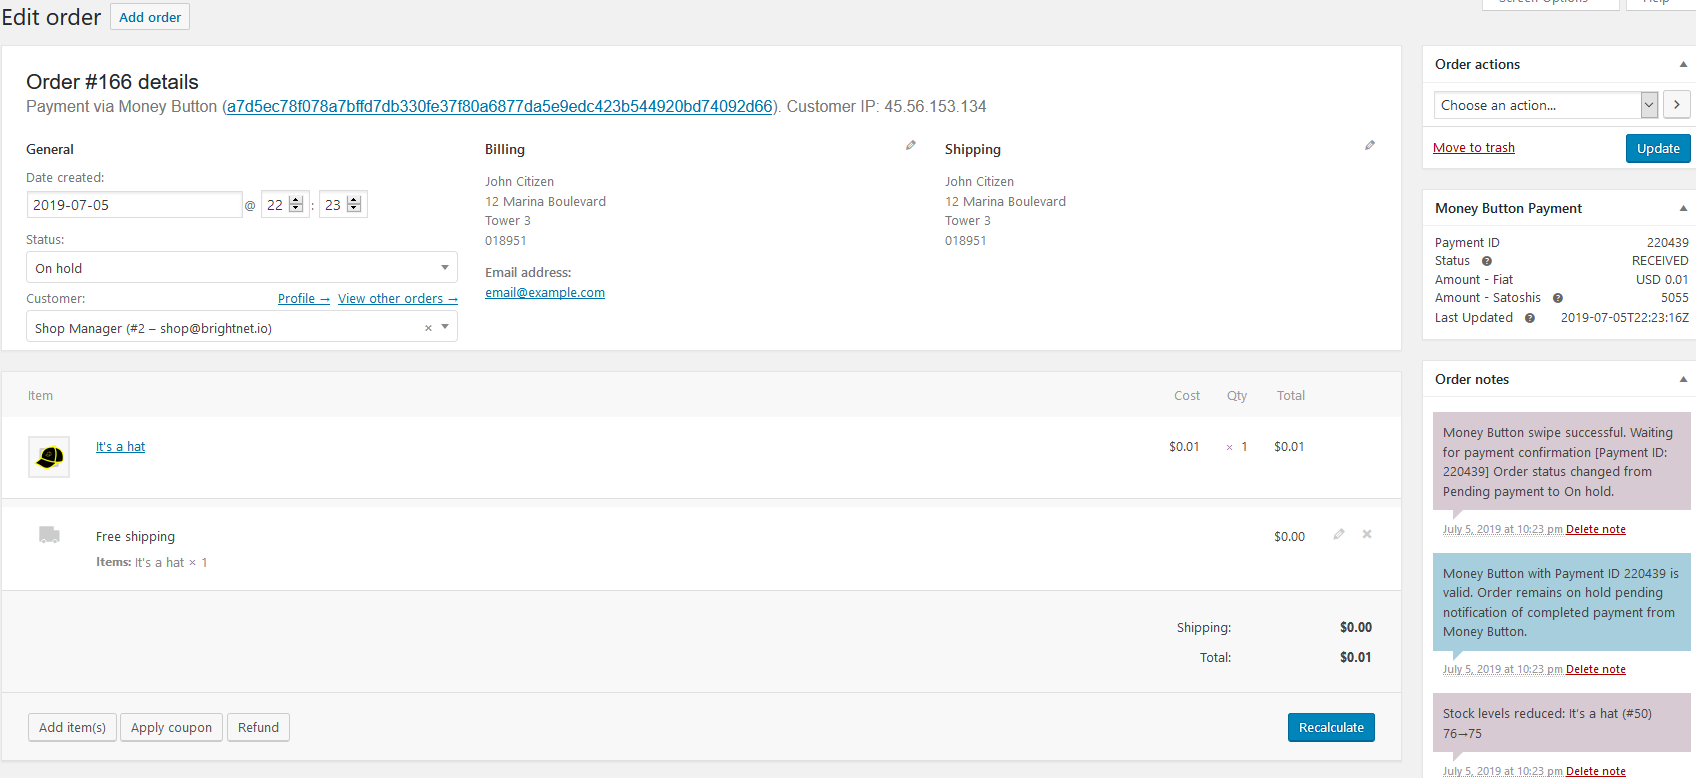 Edit order
Add order
Screen Options
Help
Order #166 details
Payment via Money Button (a7d5ec78f078a7bffd7db330fe37f80a6877da5e9edc423b544920bd74092d66). Customer IP: 45.56.153.134
General
Date created:
2019-07-05 @ 22 : 23
Status:
On hold
Customer: Profile → View other orders →
Shop Manager (#2 – shop@brightnet.io) ×
Billing
John Citizen
12 Marina Boulevard
Tower 3
018951
Email address:
email@example.com
Shipping
John Citizen
12 Marina Boulevard
Tower 3
018951
Item Cost Qty Total
It's a hat $0.01 × 1 $0.01
Free shipping $0.00
Items: It's a hat × 1
Shipping: $0.00
Total: $0.01
Add item(s) Apply coupon Refund Recalculate
Order actions
Choose an action...
Move to trash Update
Money Button Payment
Payment ID 220439
Status RECEIVED
Amount - Fiat USD 0.01
Amount - Satoshis 5055
Last Updated 2019-07-05T22:23:16Z
Order notes
Money Button swipe successful. Waiting
for payment confirmation [Payment ID:
220439] Order status changed from
Pending payment to On hold.
July 5, 2019 at 10:23 pm Delete note
Money Button with Payment ID 220439 is
valid. Order remains on hold pending
notification of completed payment from
Money Button.
July 5, 2019 at 10:23 pm Delete note
Stock levels reduced: It's a hat (#50)
76→75
July 5, 2019 at 10:23 pm Delete note